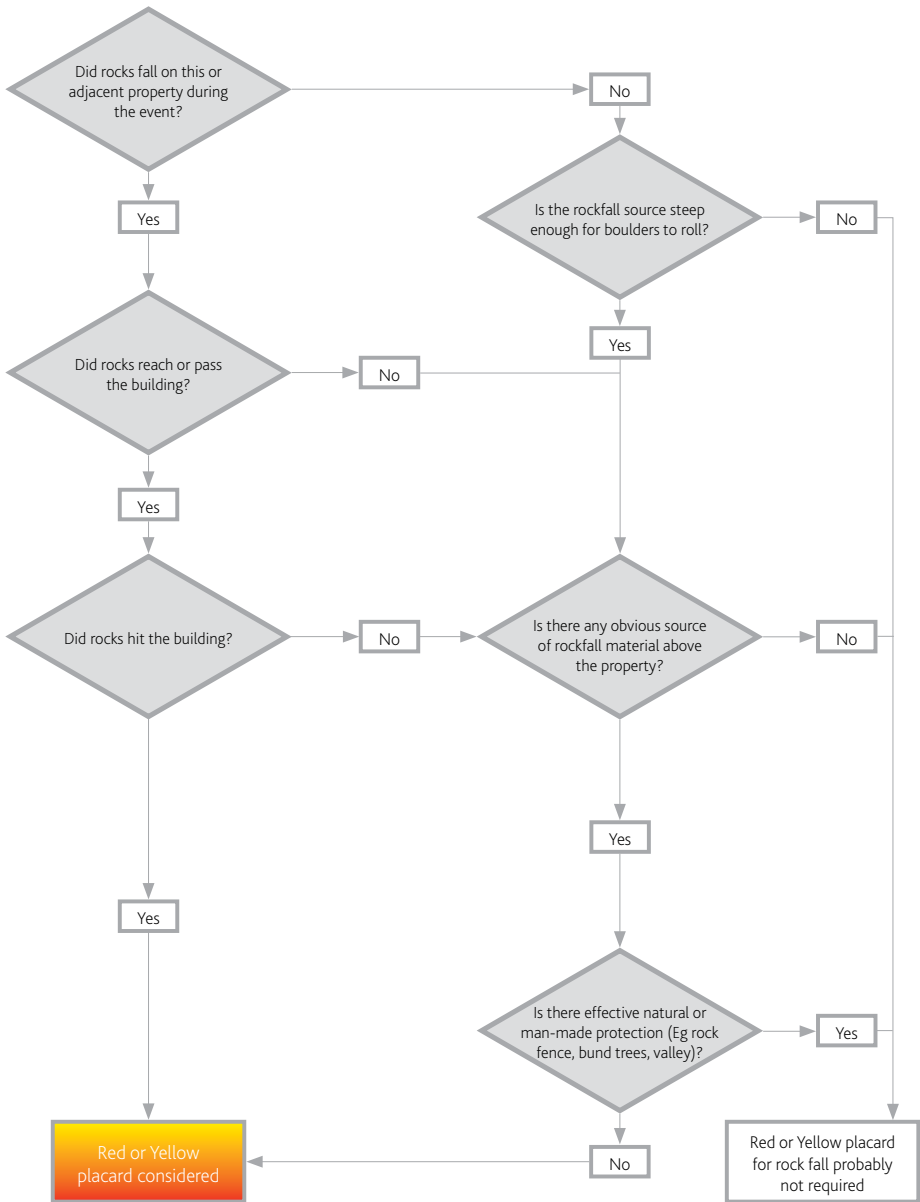 Did rocks fall on this or
adjacent property during
the event?
No
Yes
Is the rockfall source steep
enough for boulders to roll?
No
Yes
Did rocks reach or pass
the building?
No
Yes
Did rocks hit the building?
No
Is there any obvious source
of rockfall material above
the property?
No
Yes
Yes
Is there effective natural or
man-made protection (Eg rock
fence, bund trees, valley)?
Yes
No
Red or Yellow
placard considered
Red or Yellow placard
for rock fall probably
not required